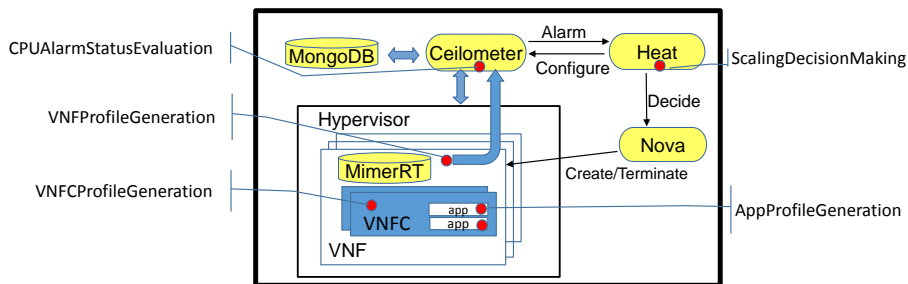 CPUAlarmStatusEvaluation
MongoDB
Ceilometer
Alarm
Configure
Heat
ScalingDecisionMaking
Decide
VNFProfileGeneration
Hypervisor
Nova
MimerRT
Create/Terminate
VNFCProfileGeneration
app
VNFC
app
AppProfileGeneration
VNF